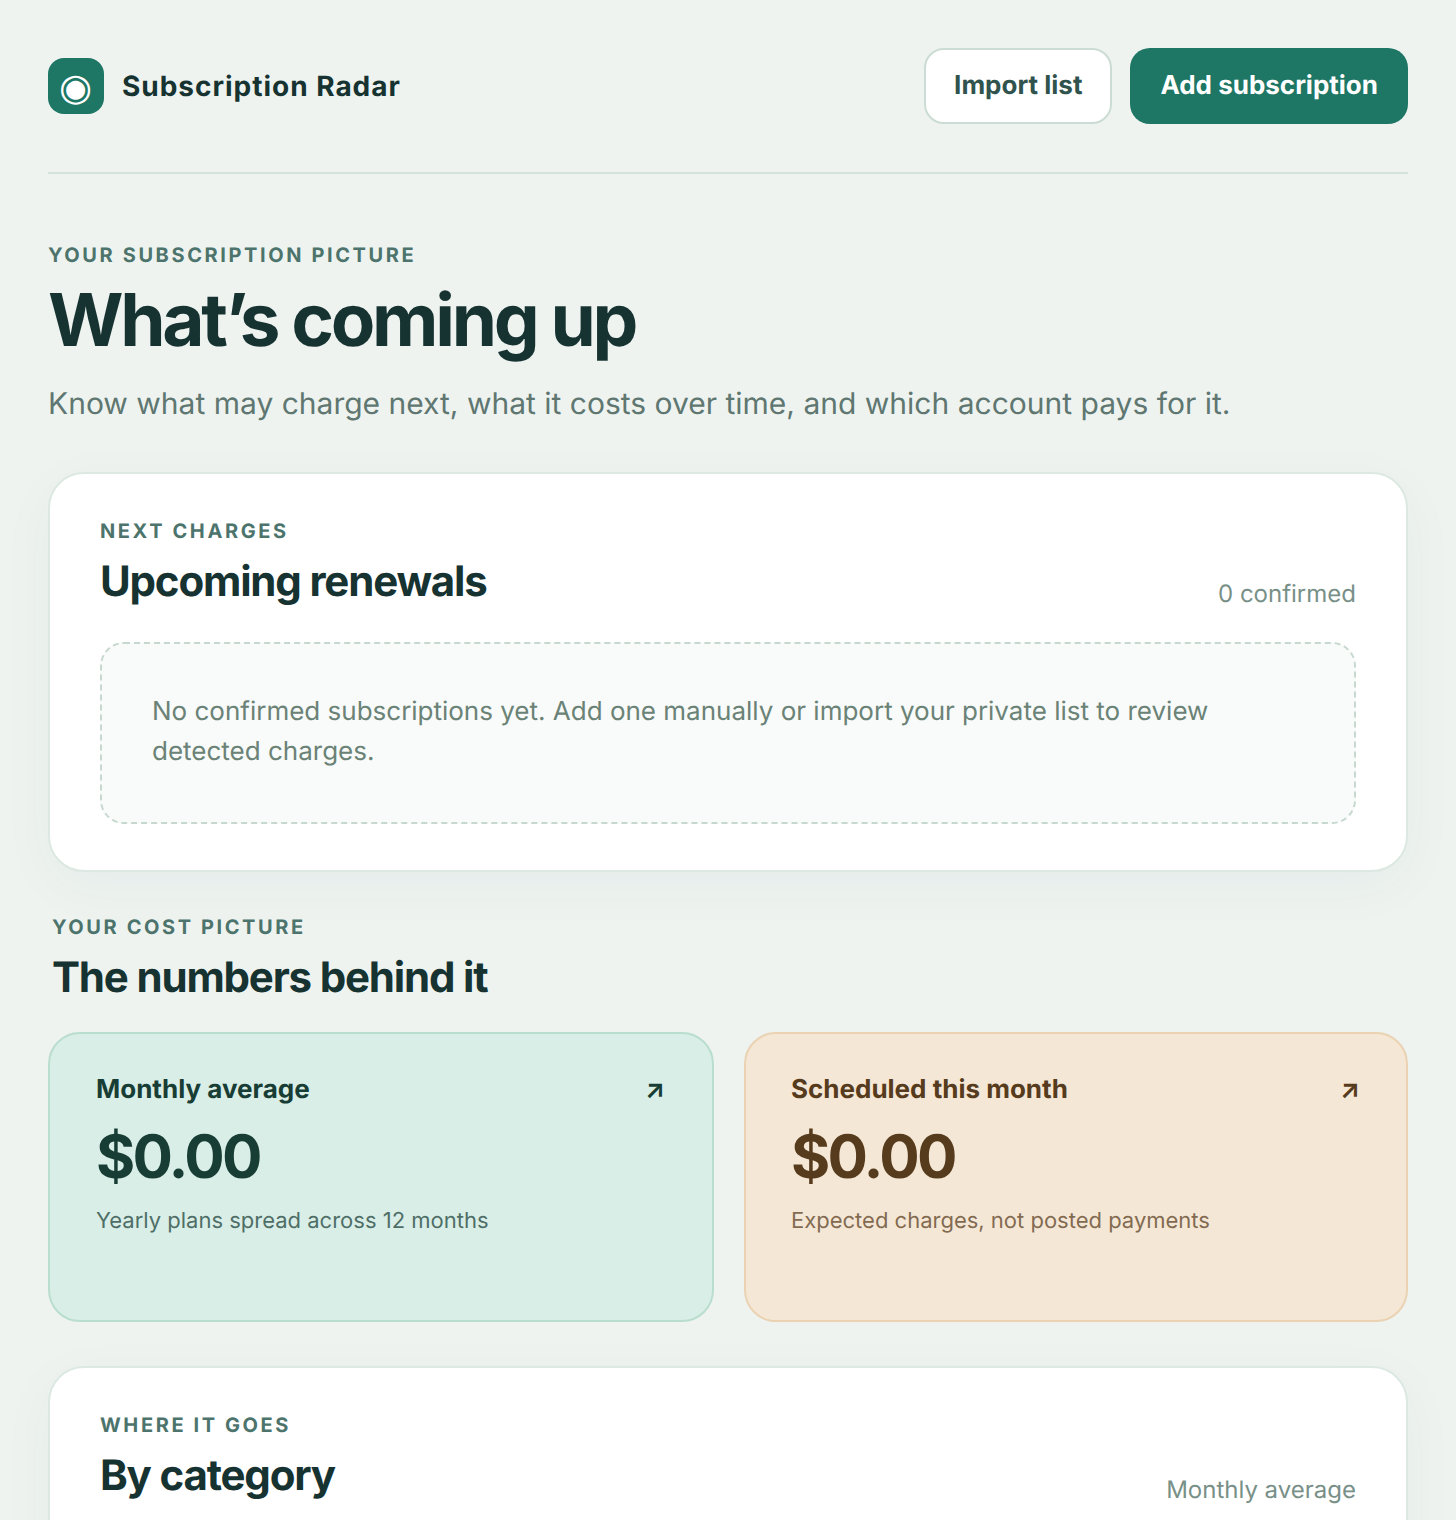 Subscription Radar
Import list
Add subscription
YOUR SUBSCRIPTION PICTURE
What’s coming up
Know what may charge next, what it costs over time, and which account pays for it.
NEXT CHARGES
Upcoming renewals
0 confirmed
No confirmed subscriptions yet. Add one manually or import your private list to review
detected charges.
YOUR COST PICTURE
The numbers behind it
Monthly average
$0.00
Yearly plans spread across 12 months
Scheduled this month
$0.00
Expected charges, not posted payments
WHERE IT GOES
By category
Monthly average